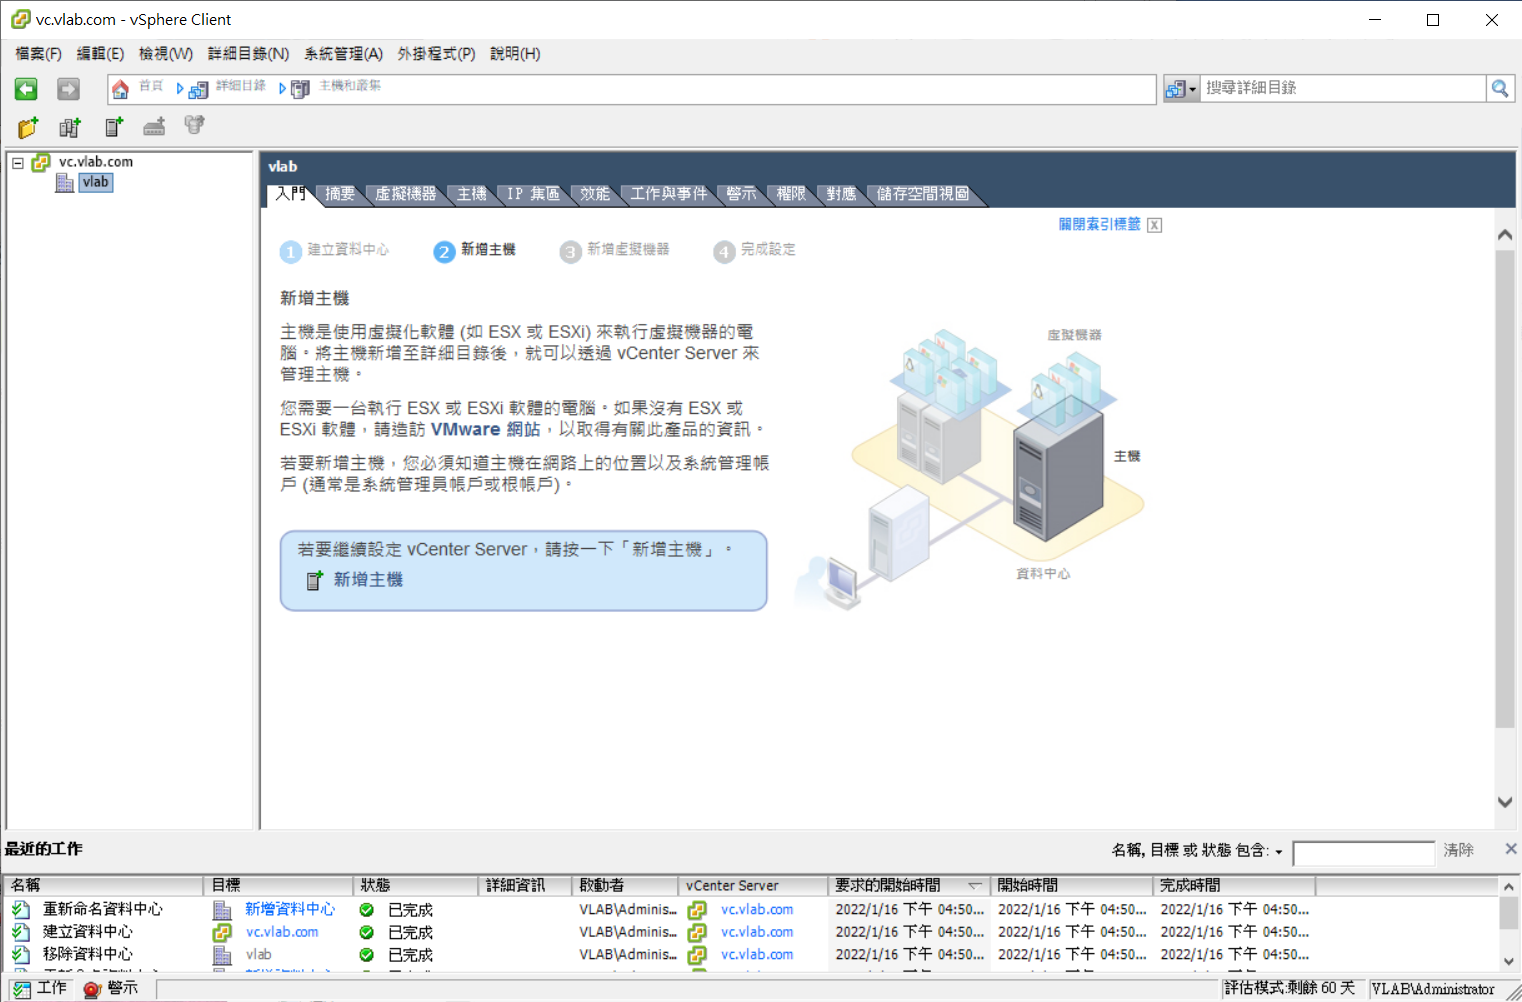 vc.vlab.com - vSphere Client
檔案(F) 編輯(E) 檢視(W) 詳細目錄(N) 系統管理(A) 外掛程式(P) 說明(H)
首頁 詳細目錄 主機和叢集 搜尋詳細目錄
vc.vlab.com
vlab
vlab
入門 摘要 虛擬機器 主機 IP 集區 效能 工作與事件 警示 權限 對應 儲存空間視圖
關閉索引標籤 X
1 建立資料中心 2 新增主機 3 新增虛擬機器 4 完成設定
新增主機
主機是使用虛擬化軟體 (如 ESX 或 ESXi) 來執行虛擬機器的電
腦。將主機新增至詳細目錄後，就可以透過 vCenter Server 來
管理主機。
您需要一台執行 ESX 或 ESXi 軟體的電腦。如果沒有 ESX 或
ESXi 軟體，請造訪 VMware 網站，以取得有關此產品的資訊。
若要新增主機，您必須知道主機在網路上的位置以及系統管理帳
戶 (通常是系統管理員帳戶或根帳戶)。
若要繼續設定 vCenter Server，請按一下「新增主機」。
新增主機
虛擬機器
主機
資料中心
最近的工作
名稱, 目標 或 狀態 包含: 清除
名稱 目標 狀態 詳細資訊 啟動者 vCenter Server 要求的開始時間 開始時間 完成時間
重新命名資料中心 新增資料中心 已完成 VLAB\Adminis... vc.vlab.com 2022/1/16 下午 04:50... 2022/1/16 下午 04:50... 2022/1/16 下午 04:50...
建立資料中心 vc.vlab.com 已完成 VLAB\Adminis... vc.vlab.com 2022/1/16 下午 04:50... 2022/1/16 下午 04:50... 2022/1/16 下午 04:50...
移除資料中心 vlab 已完成 VLAB\Adminis... vc.vlab.com 2022/1/16 下午 04:50... 2022/1/16 下午 04:50... 2022/1/16 下午 04:50...
工作 警示 評估模式:剩餘 60 天 VLAB\Administrator